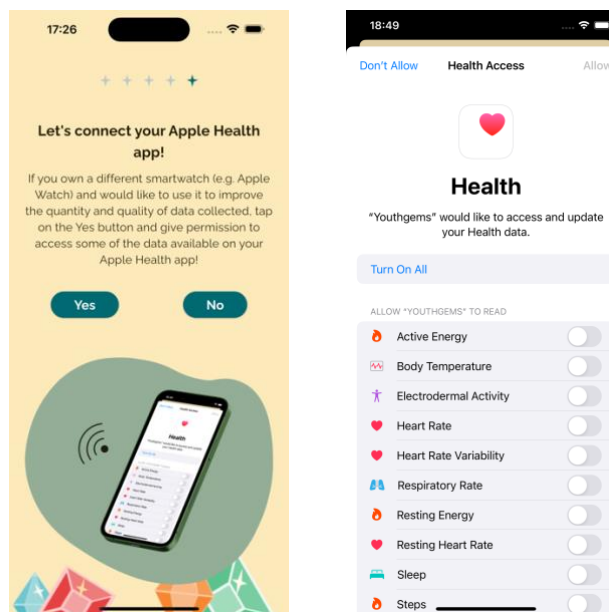 17:26
Let's connect your Apple Health
app!
If you own a different smartwatch (e.g. Apple
Watch) and would like to use it to improve
the quantity and quality of data collected, tap
on the Yes button and give permission to
access some of the data available on your
Apple Health app!
Yes
No
Health
18:49
Don't Allow
Health Access
Allow
Health
"Youthgems" would like to access and update
your Health data.
Turn On All
ALLOW "YOUTHGEMS" TO READ
Active Energy
Body Temperature
Electrodermal Activity
Heart Rate
Heart Rate Variability
Respiratory Rate
Resting Energy
Resting Heart Rate
Sleep
Steps